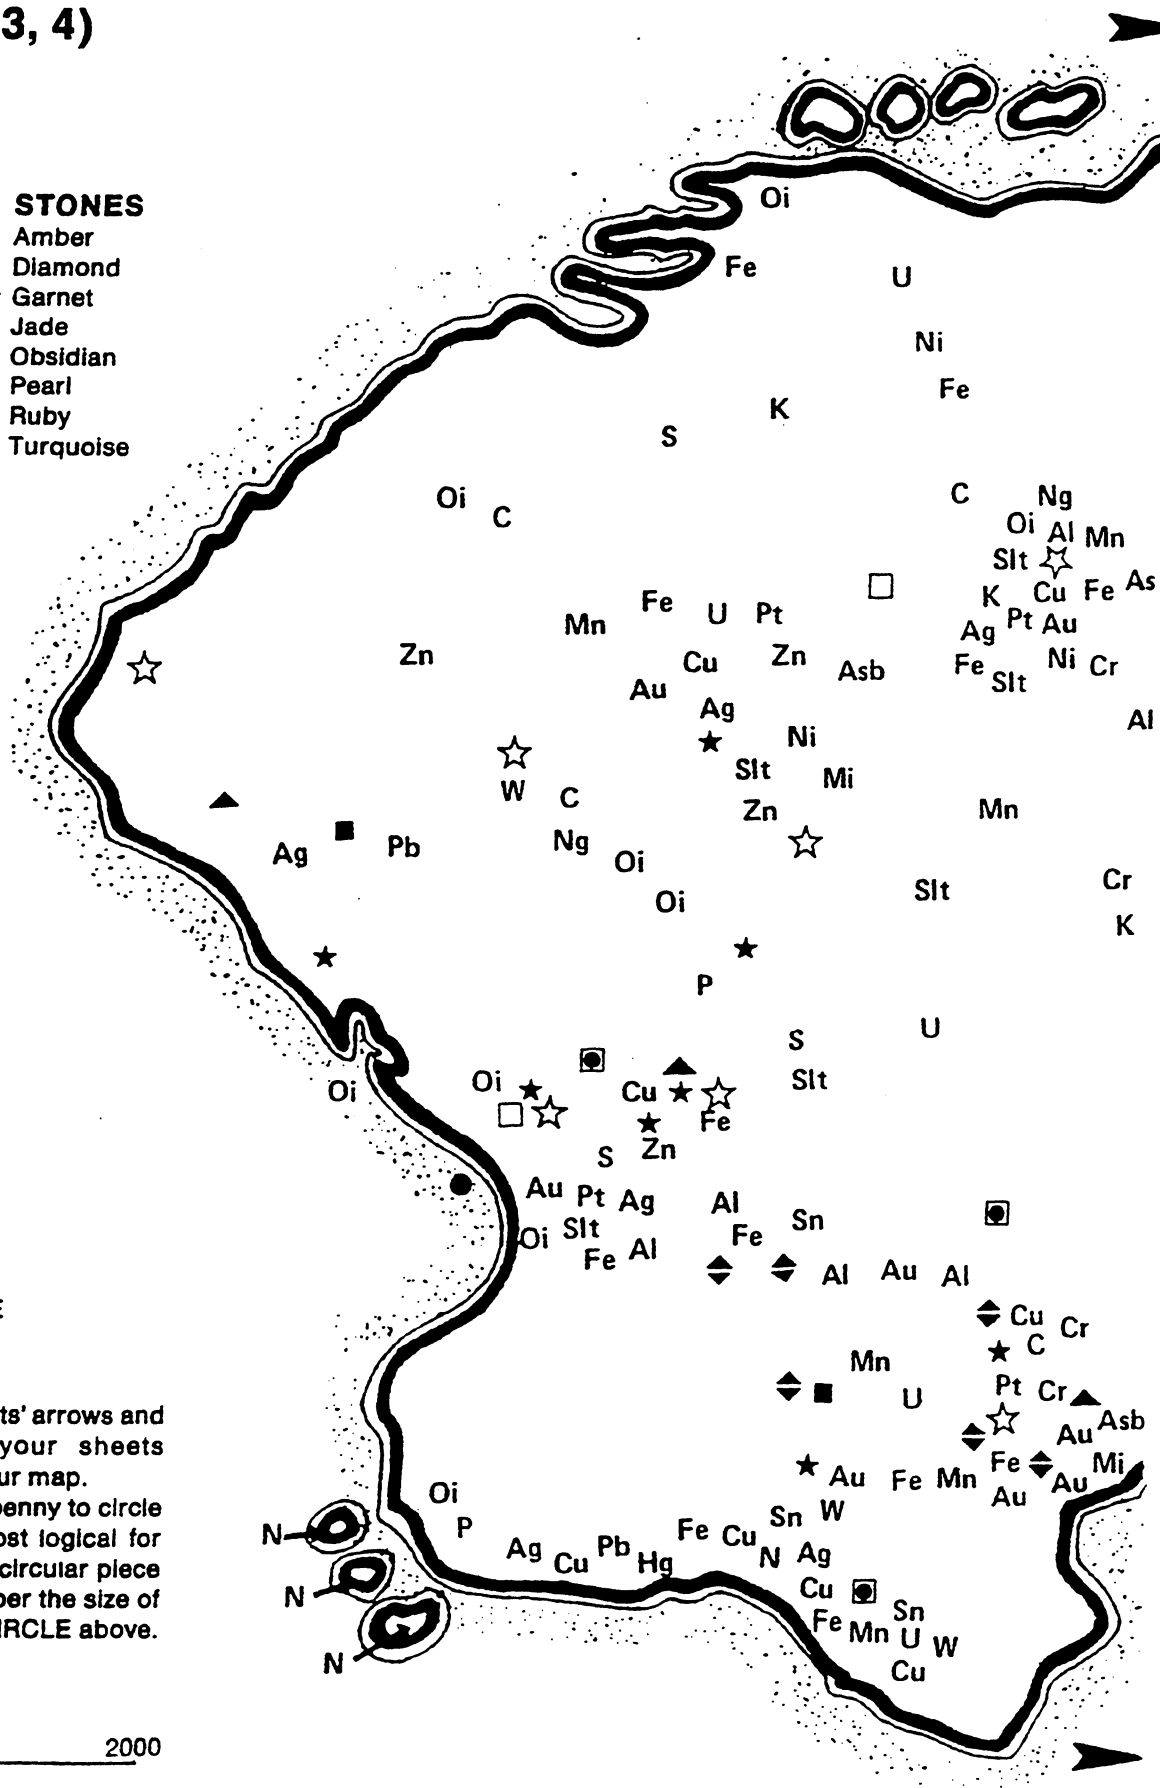 3, 4)
STONES
Amber
Diamond
Garnet
Jade
Obsidian
Pearl
Ruby
Turquoise
Oi
Fe
U
Ni
Fe
K
S
Oi
C
C
Ng
Oi
Al
Mn
Slt
As
K
Cu
Fe
Fe
U
Pt
Mn
Ag
Pt
Au
Zn
Cu
Zn
Asb
Fe
Slt
Ni
Cr
Au
Ag
Al
Ni
Slt
Mi
W
C
Zn
Mn
Ag
Pb
Ng
Oi
Oi
Slt
Cr
K
P
S
U
Oi
Oi
Cu
Slt
Fe
S
Zn
Au
Pt
Ag
Al
Sn
Oi
Slt
Fe
Al
Fe
Al
Au
Al
Cu
Cr
C
Mn
U
Pt
Cr
Asb
Au
Au
Fe
Mn
Fe
Mi
Au
Au
ts' arrows and
your sheets
ur map.
penny to circle
ost logical for
circular piece
per the size of
IRCLE above.
Oi
P
N
N
N
Ag
Cu
Pb
Hg
Fe
Cu
Sn
W
N
Ag
Cu
Fe
Mn
Sn
U
W
Cu
2000